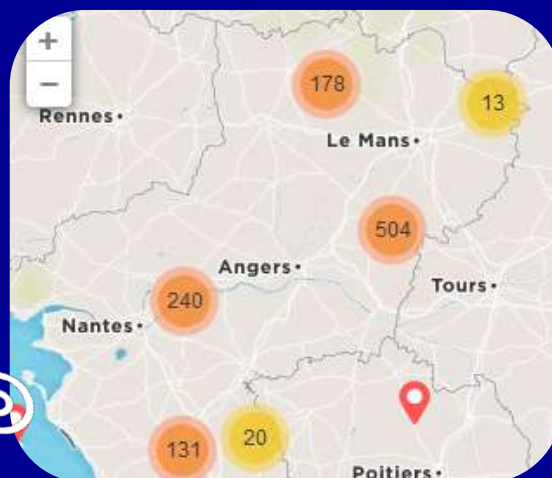 +
178
−
13
Rennes
Le Mans
504
Angers
Tours
240
Nantes
20
131
Poitiers